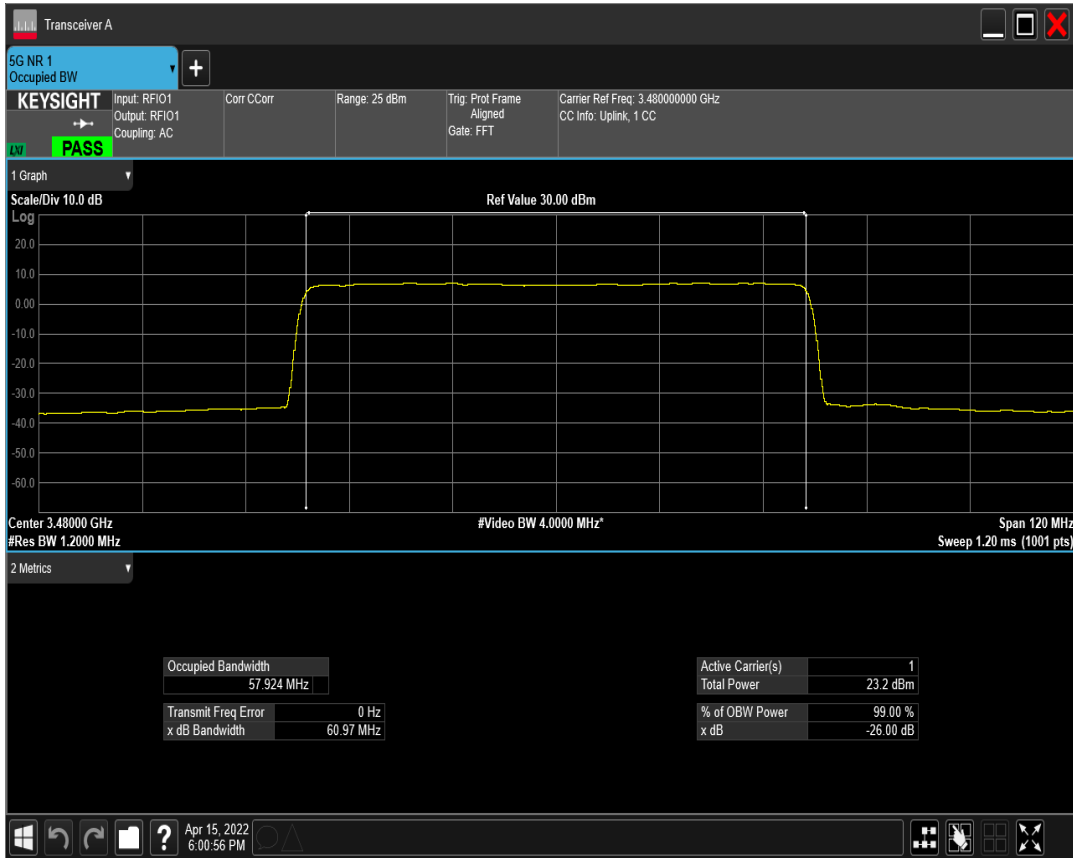 Transceiver A
5G NR 1
Occupied BW
+
KEYSIGHT
LXI
PASS
Input: RFIO1
Output: RFIO1
Coupling: AC
Corr CCorr
Range: 25 dBm
Trig: Prot Frame
Aligned
Gate: FFT
Carrier Ref Freq: 3.480000000 GHz
CC Info: Uplink, 1 CC
1 Graph
Scale/Div 10.0 dB
Ref Value 30.00 dBm
Log
20.0
10.0
0.00
-10.0
-20.0
-30.0
-40.0
-50.0
-60.0
Center 3.48000 GHz
#Video BW 4.0000 MHz*
Span 120 MHz
#Res BW 1.2000 MHz
Sweep 1.20 ms (1001 pts)
2 Metrics
Occupied Bandwidth
57.924 MHz
Transmit Freq Error 0 Hz
x dB Bandwidth 60.97 MHz
Active Carrier(s) 1
Total Power 23.2 dBm
% of OBW Power 99.00 %
x dB -26.00 dB
?
Apr 15, 2022
6:00:56 PM